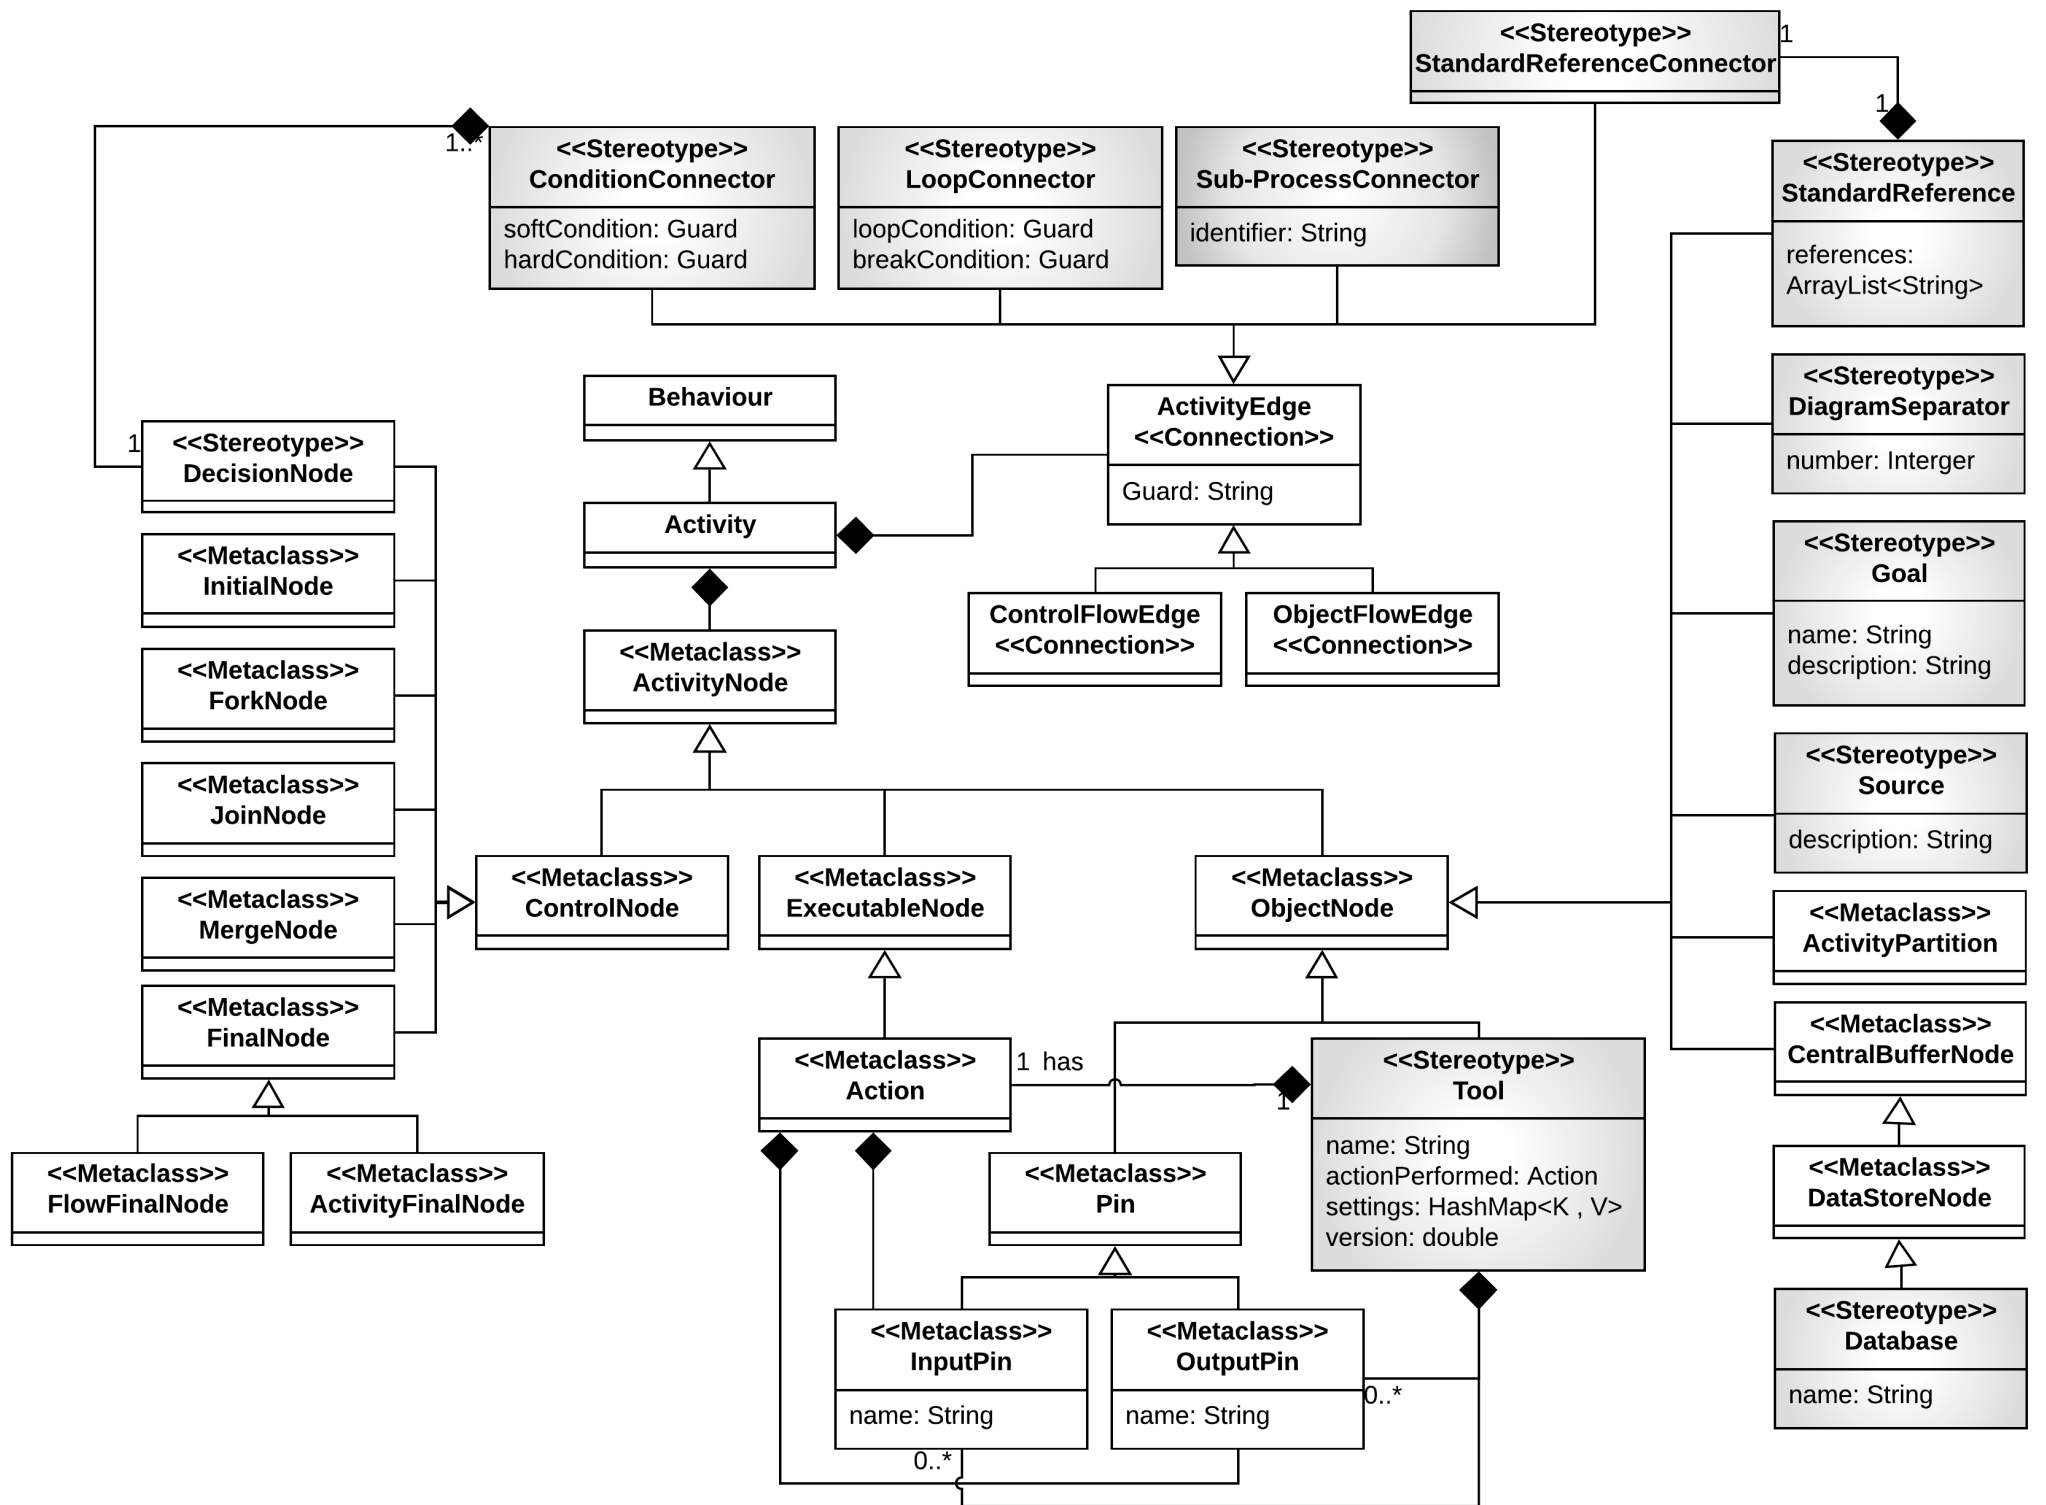 <<Stereotype>>
StandardReferenceConnector
1
1
1..*
<<Stereotype>>
ConditionConnector
softCondition: Guard
hardCondition: Guard
<<Stereotype>>
LoopConnector
loopCondition: Guard
breakCondition: Guard
<<Stereotype>>
Sub-ProcessConnector
identifier: String
<<Stereotype>>
StandardReference
references:
ArrayList<String>
Behaviour
ActivityEdge
<<Connection>>
Guard: String
<<Stereotype>>
DiagramSeparator
number: Interger
1
<<Stereotype>>
DecisionNode
Activity
<<Metaclass>>
InitialNode
<<Stereotype>>
Goal
name: String
description: String
<<Metaclass>>
ActivityNode
ControlFlowEdge
<<Connection>>
ObjectFlowEdge
<<Connection>>
<<Metaclass>>
ForkNode
<<Metaclass>>
JoinNode
<<Stereotype>>
Source
description: String
<<Metaclass>>
MergeNode
<<Metaclass>>
ControlNode
<<Metaclass>>
ExecutableNode
<<Metaclass>>
ObjectNode
<<Metaclass>>
ActivityPartition
<<Metaclass>>
FinalNode
<<Metaclass>>
Action
1 has
1
<<Stereotype>>
Tool
name: String
actionPerformed: Action
settings: HashMap<K , V>
version: double
<<Metaclass>>
CentralBufferNode
<<Metaclass>>
FlowFinalNode
<<Metaclass>>
ActivityFinalNode
<<Metaclass>>
Pin
<<Metaclass>>
DataStoreNode
<<Metaclass>>
InputPin
name: String
0..*
<<Metaclass>>
OutputPin
name: String
0..*
<<Stereotype>>
Database
name: String